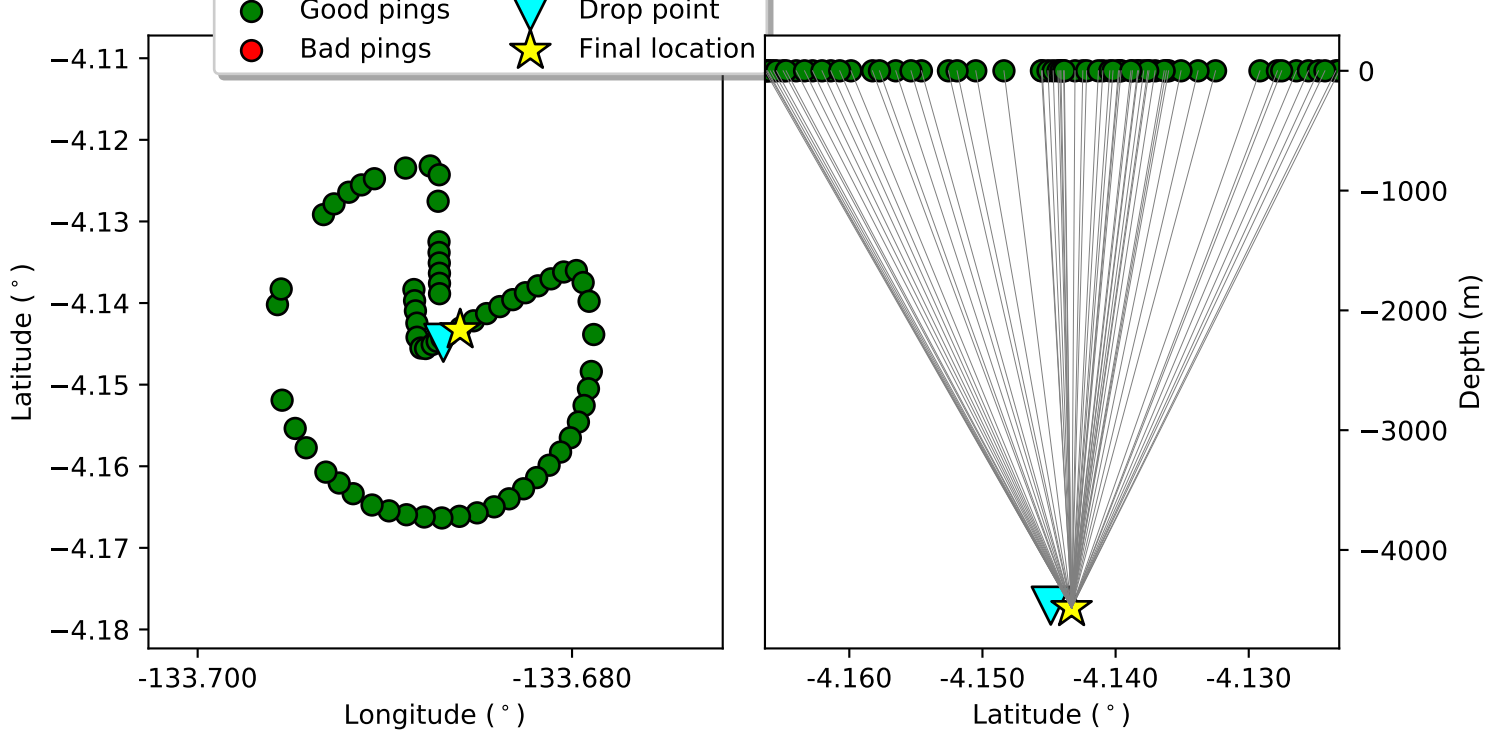 Good pings
Drop point
Bad pings
Final location
−4.11
−4.12
−4.13
−4.14
−4.15
−4.16
−4.17
−4.18
Latitude (°)
-133.700
-133.680
Longitude (°)
0
−1000
−2000
−3000
−4000
Depth (m)
-4.160
-4.150
-4.140
-4.130
Latitude (°)